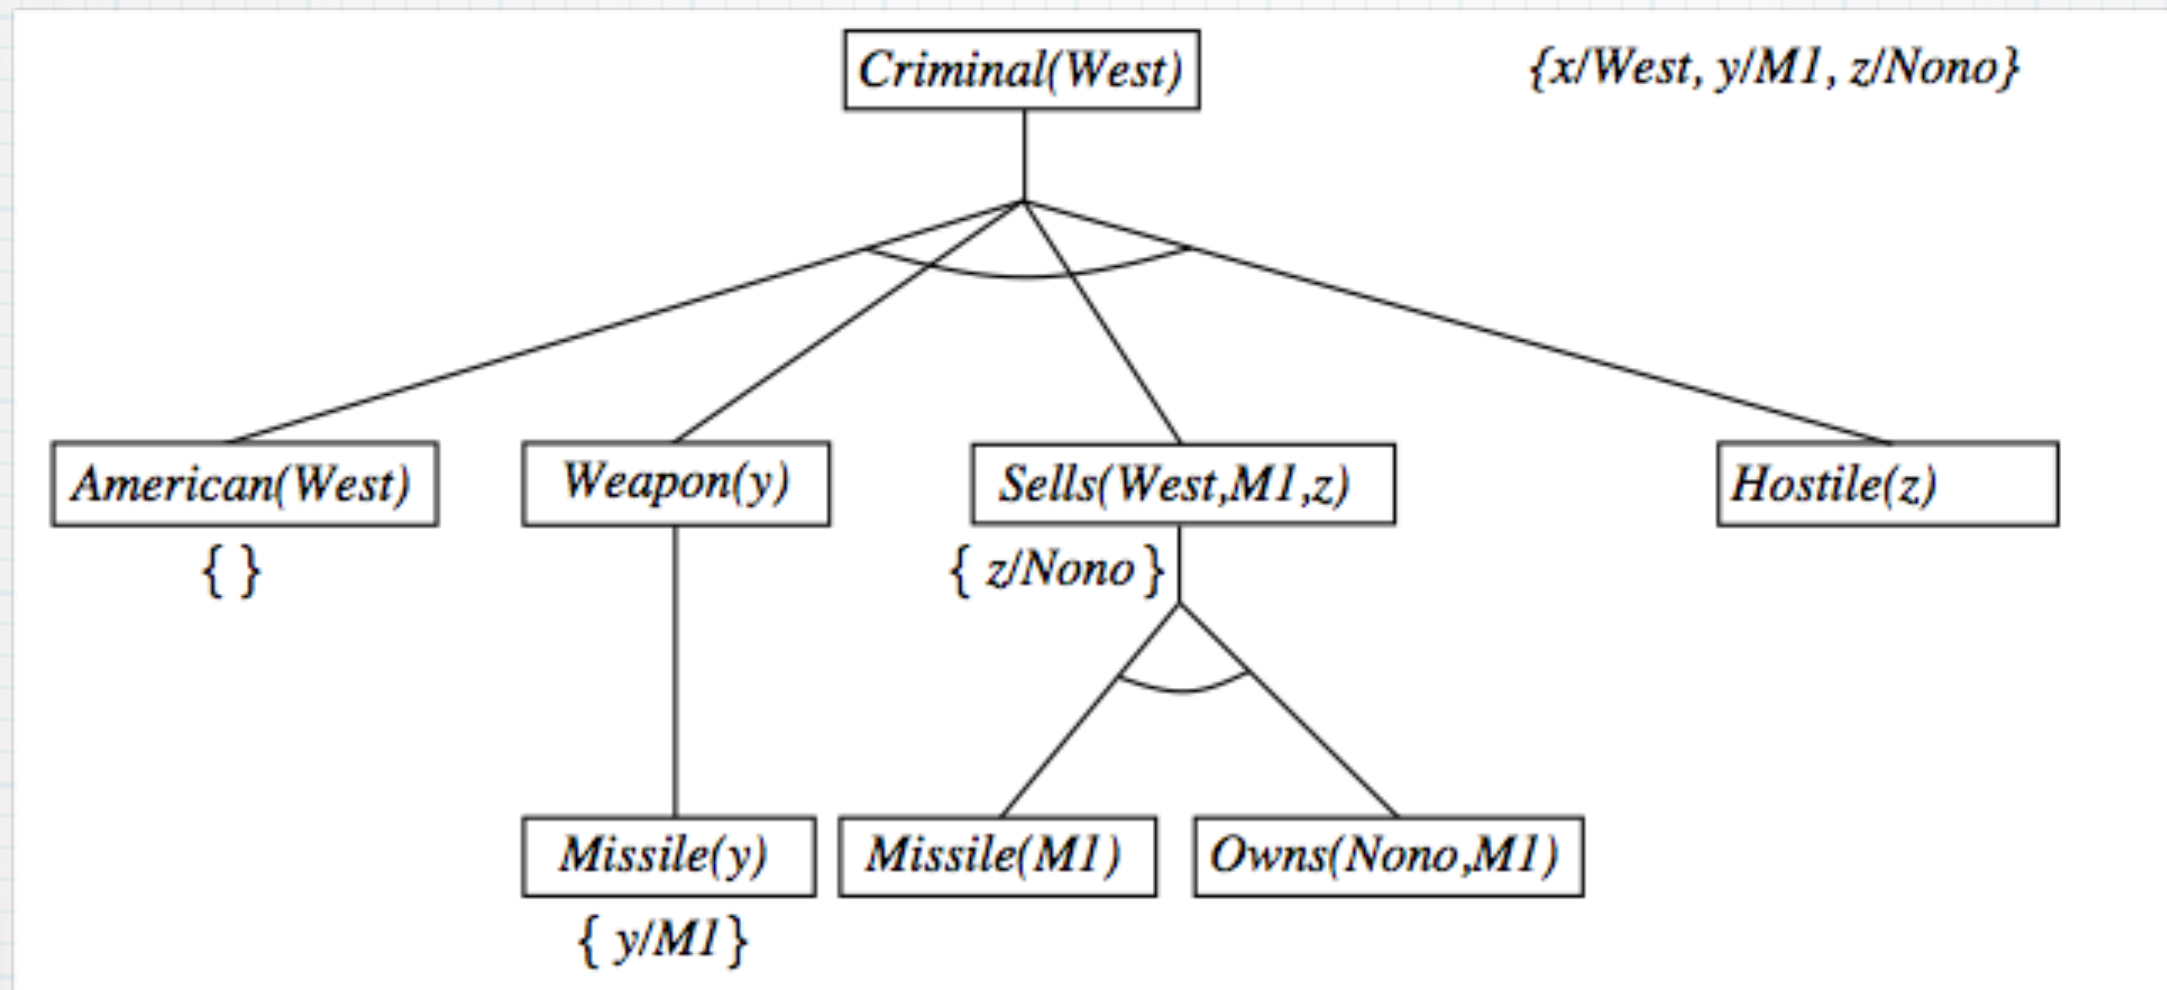 Criminal(West)
{x/West, y/M1, z/Nono}
American(West)
Weapon(y)
Sells(West,M1,z)
Hostile(z)
{ }
{ z/Nono }
Missile(y)
Missile(M1)
Owns(Nono,M1)
{ y/M1 }